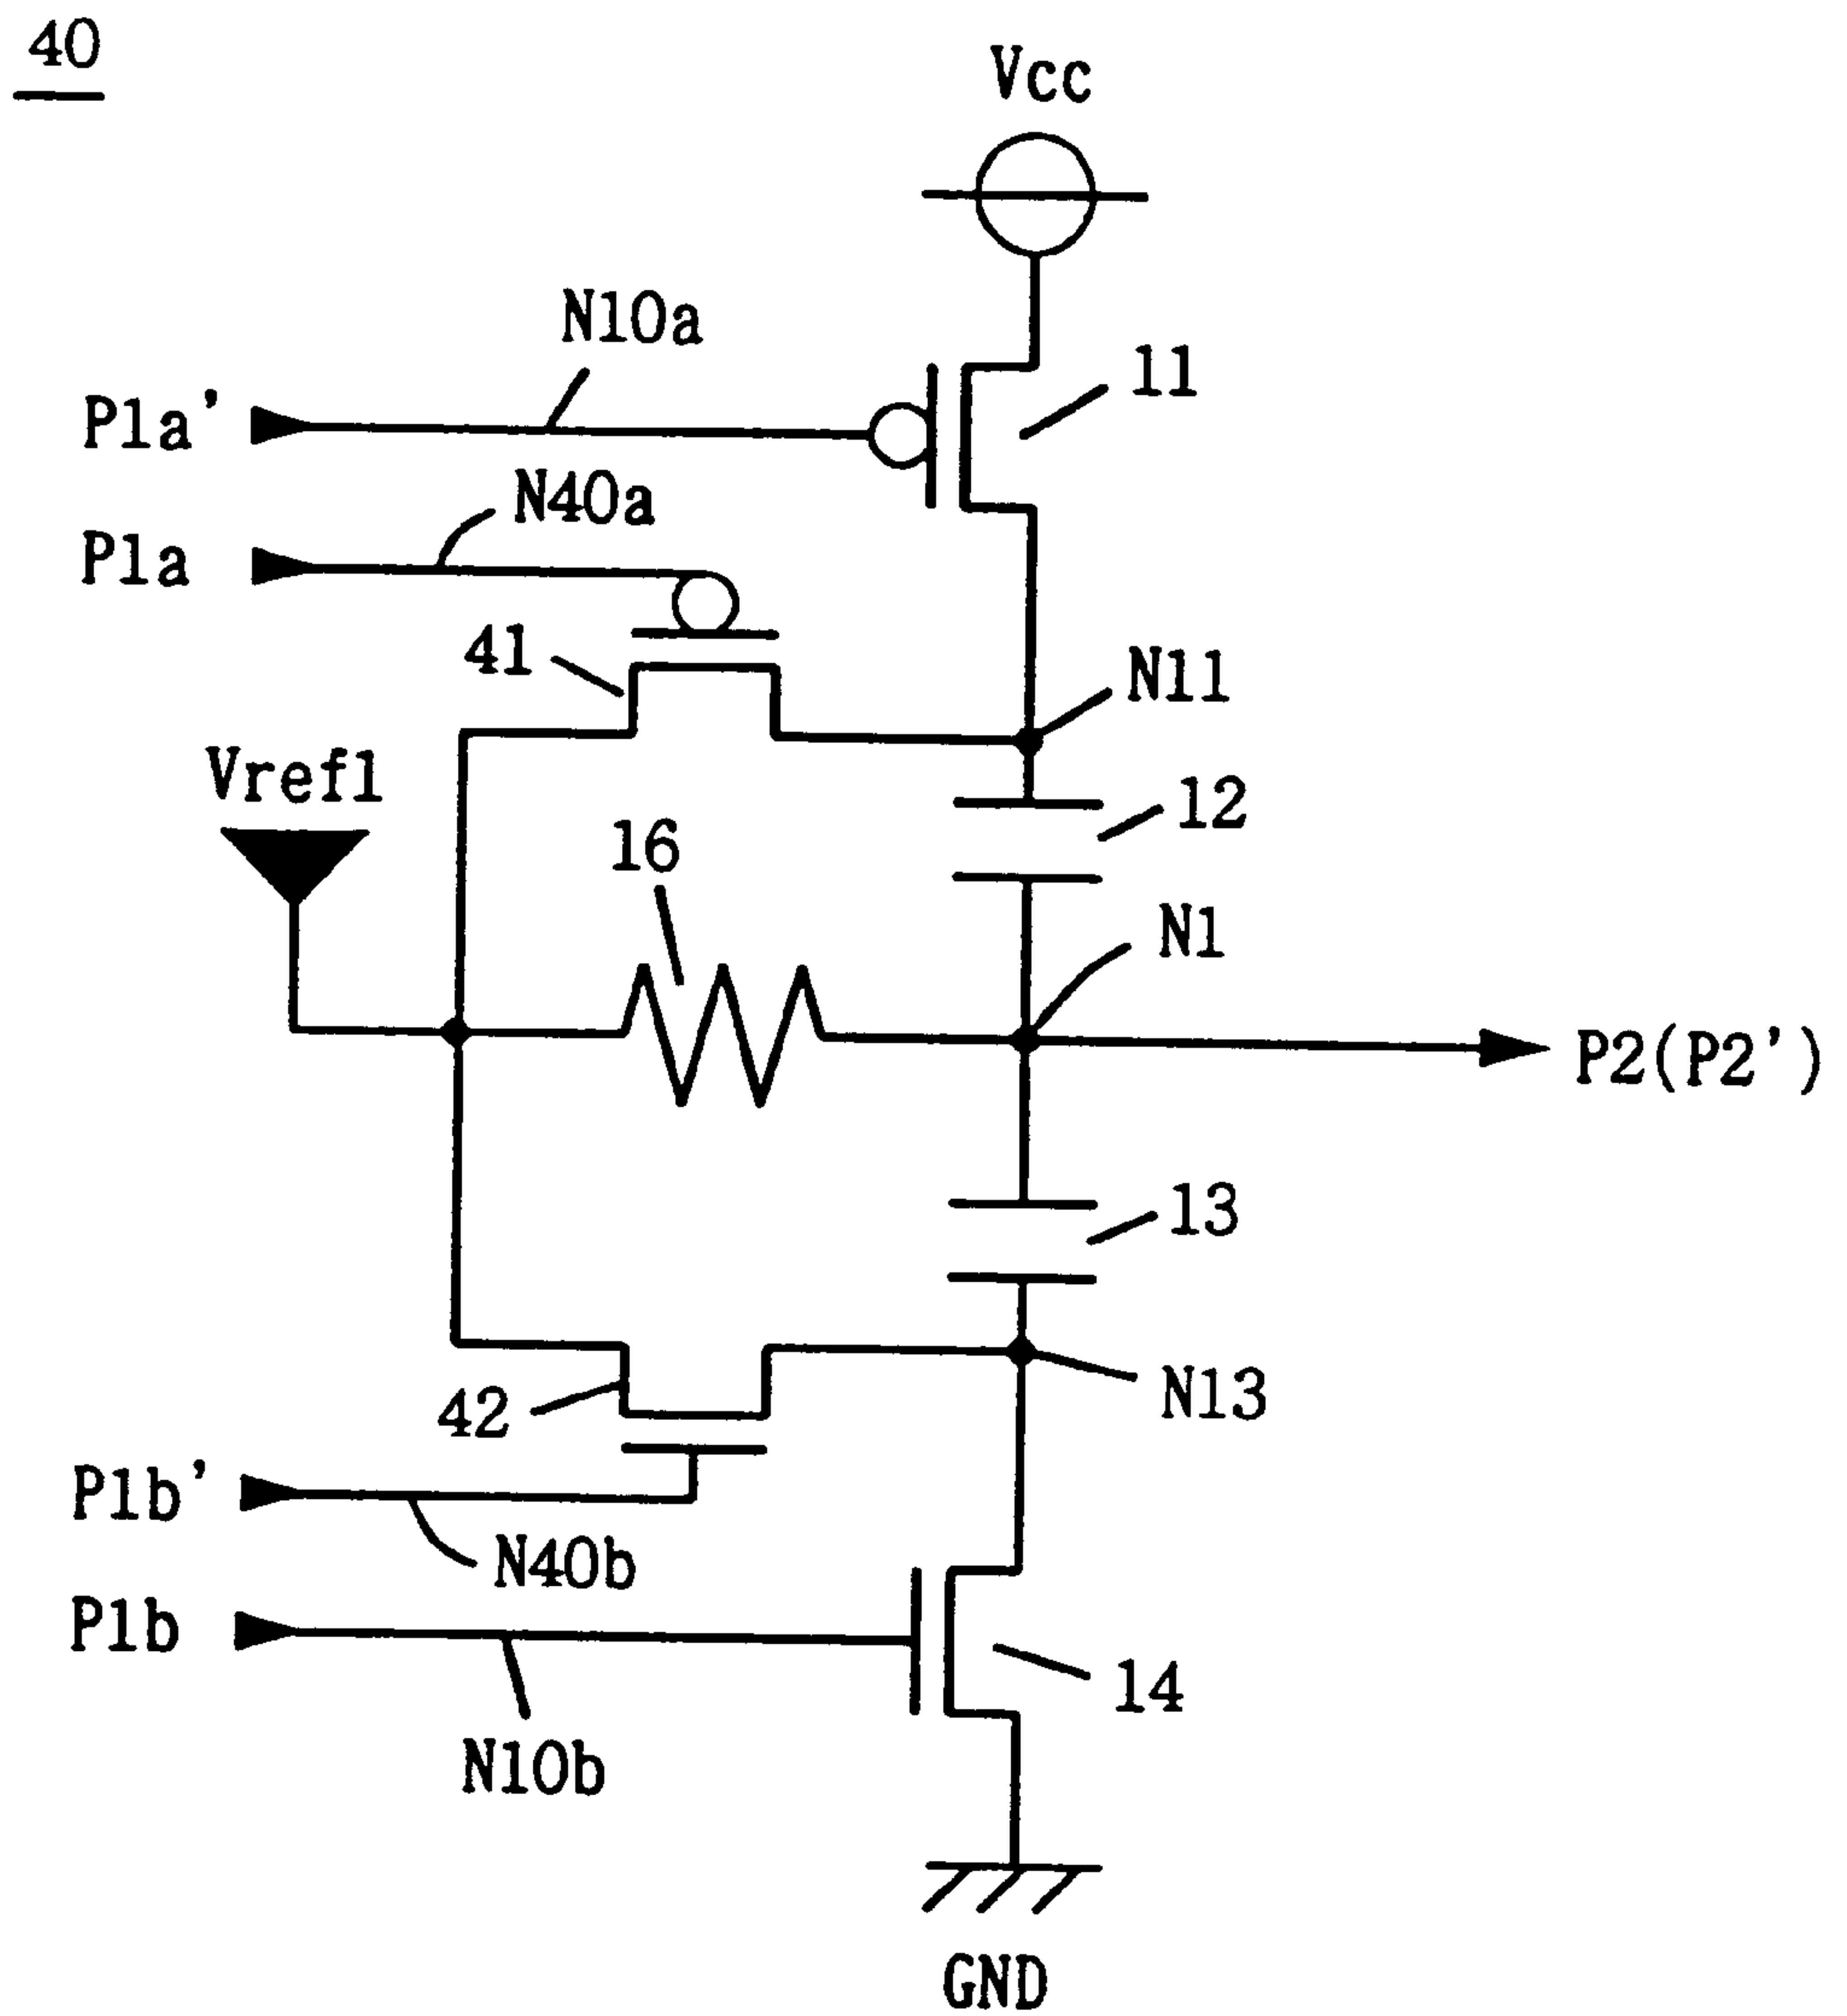 40
Vcc
N10a
11
P1a'
N40a
P1a
41
N11
Vref1
12
16
N1
P2(P2')
13
42
N13
P1b'
N40b
P1b
14
N10b
GND